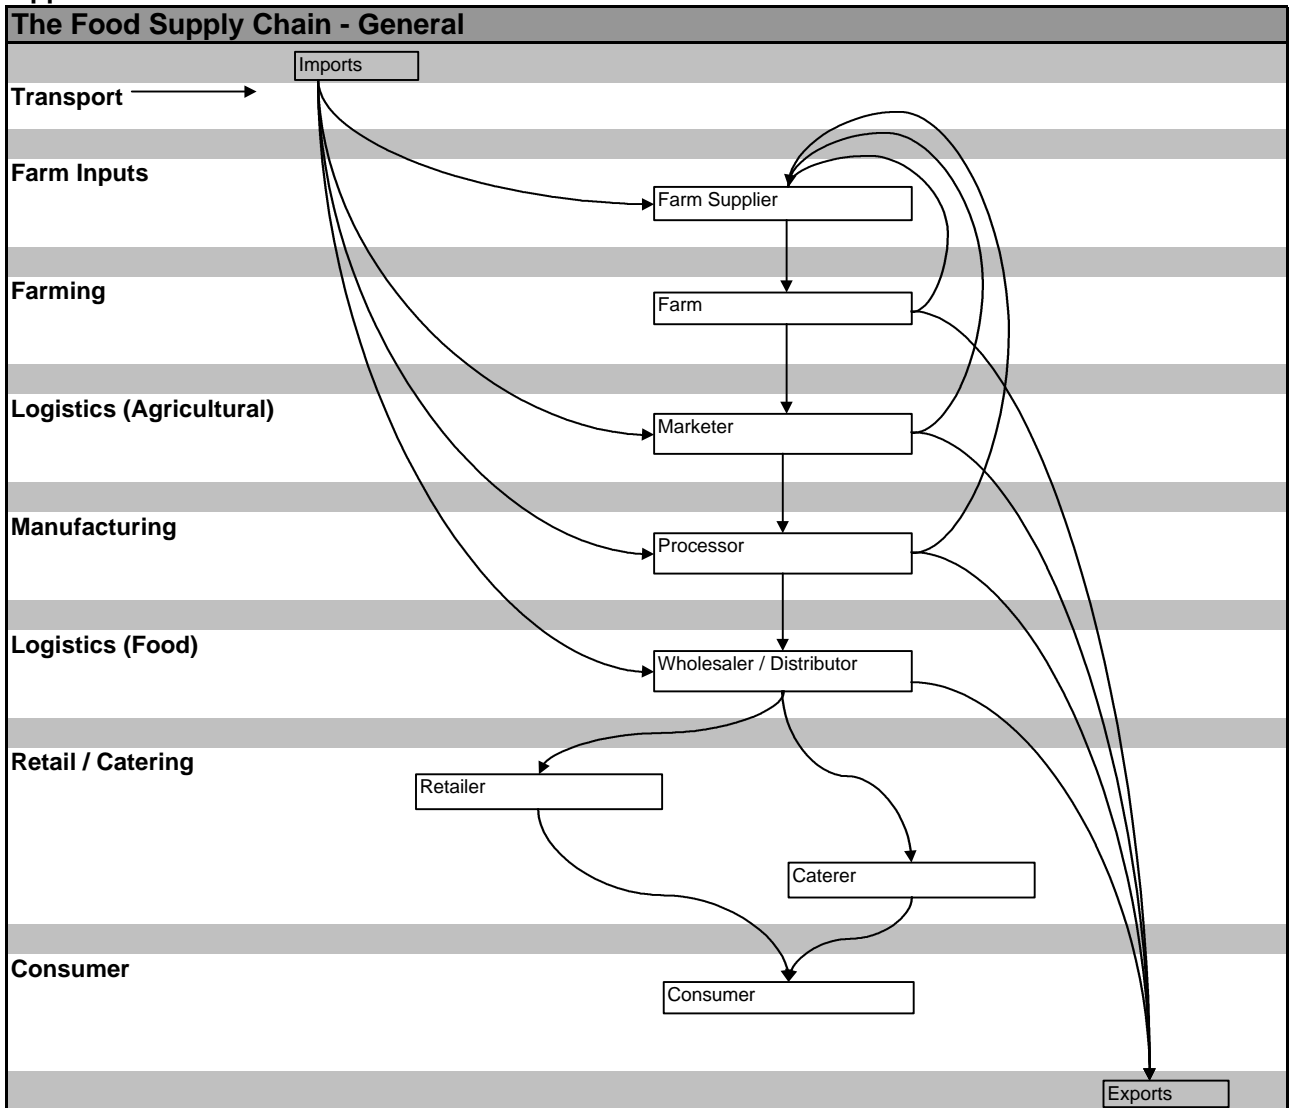 The Food Supply Chain - General
Imports
Transport
Farm Inputs
Farm Supplier
Farming
Farm
Logistics (Agricultural)
Marketer
Manufacturing
Processor
Logistics (Food)
Wholesaler / Distributor
Retail / Catering
Retailer
Caterer
Consumer
Consumer
Exports